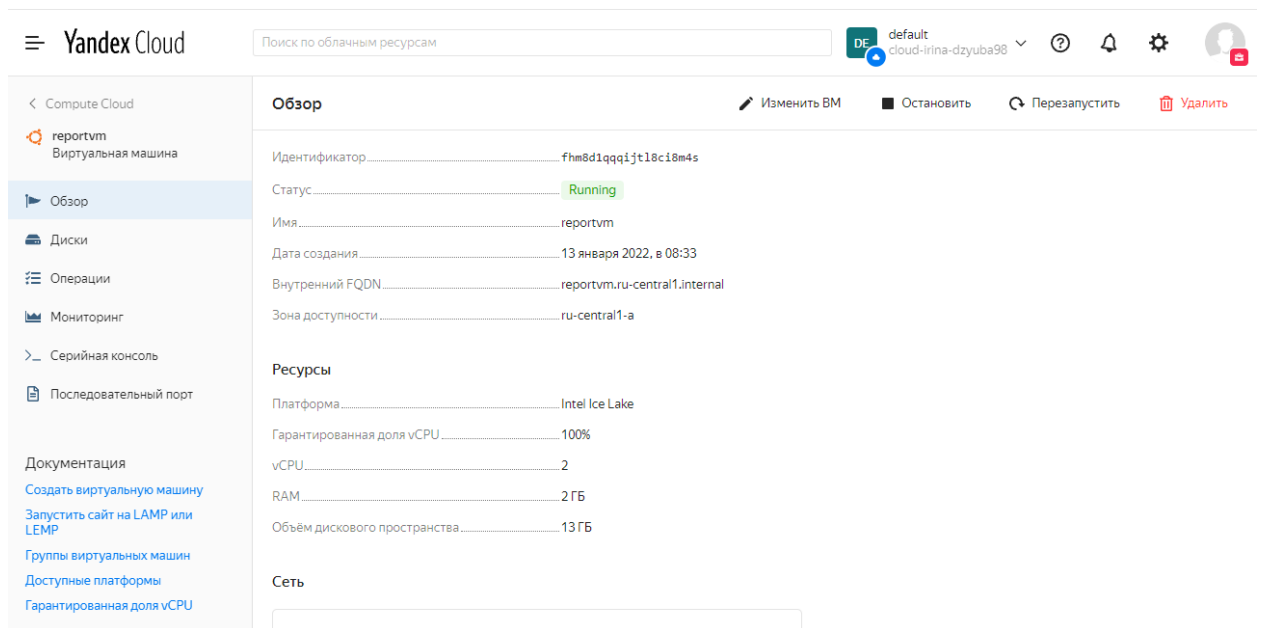 Yandex Cloud
Поиск по облачным ресурсам
DE
default
cloud-irina-dzyuba98
Compute Cloud
reportvm
Виртуальная машина
Обзор
Диски
Операции
Мониторинг
Серийная консоль
Последовательный порт
Документация
Создать виртуальную машину
Запустить сайт на LAMP или
LEMP
Группы виртуальных машин
Доступные платформы
Гарантированная доля vCPU
Обзор
Изменить ВМ
Остановить
Перезапустить
Удалить
Идентификатор fhm8d1qqqijtl8ci8m4s
Статус Running
Имя reportvm
Дата создания 13 января 2022, в 08:33
Внутренний FQDN reportvm.ru-central1.internal
Зона доступности ru-central1-a
Ресурсы
Платформа Intel Ice Lake
Гарантированная доля vCPU 100%
vCPU 2
RAM 2 ГБ
Объём дискового пространства 13 ГБ
Сеть